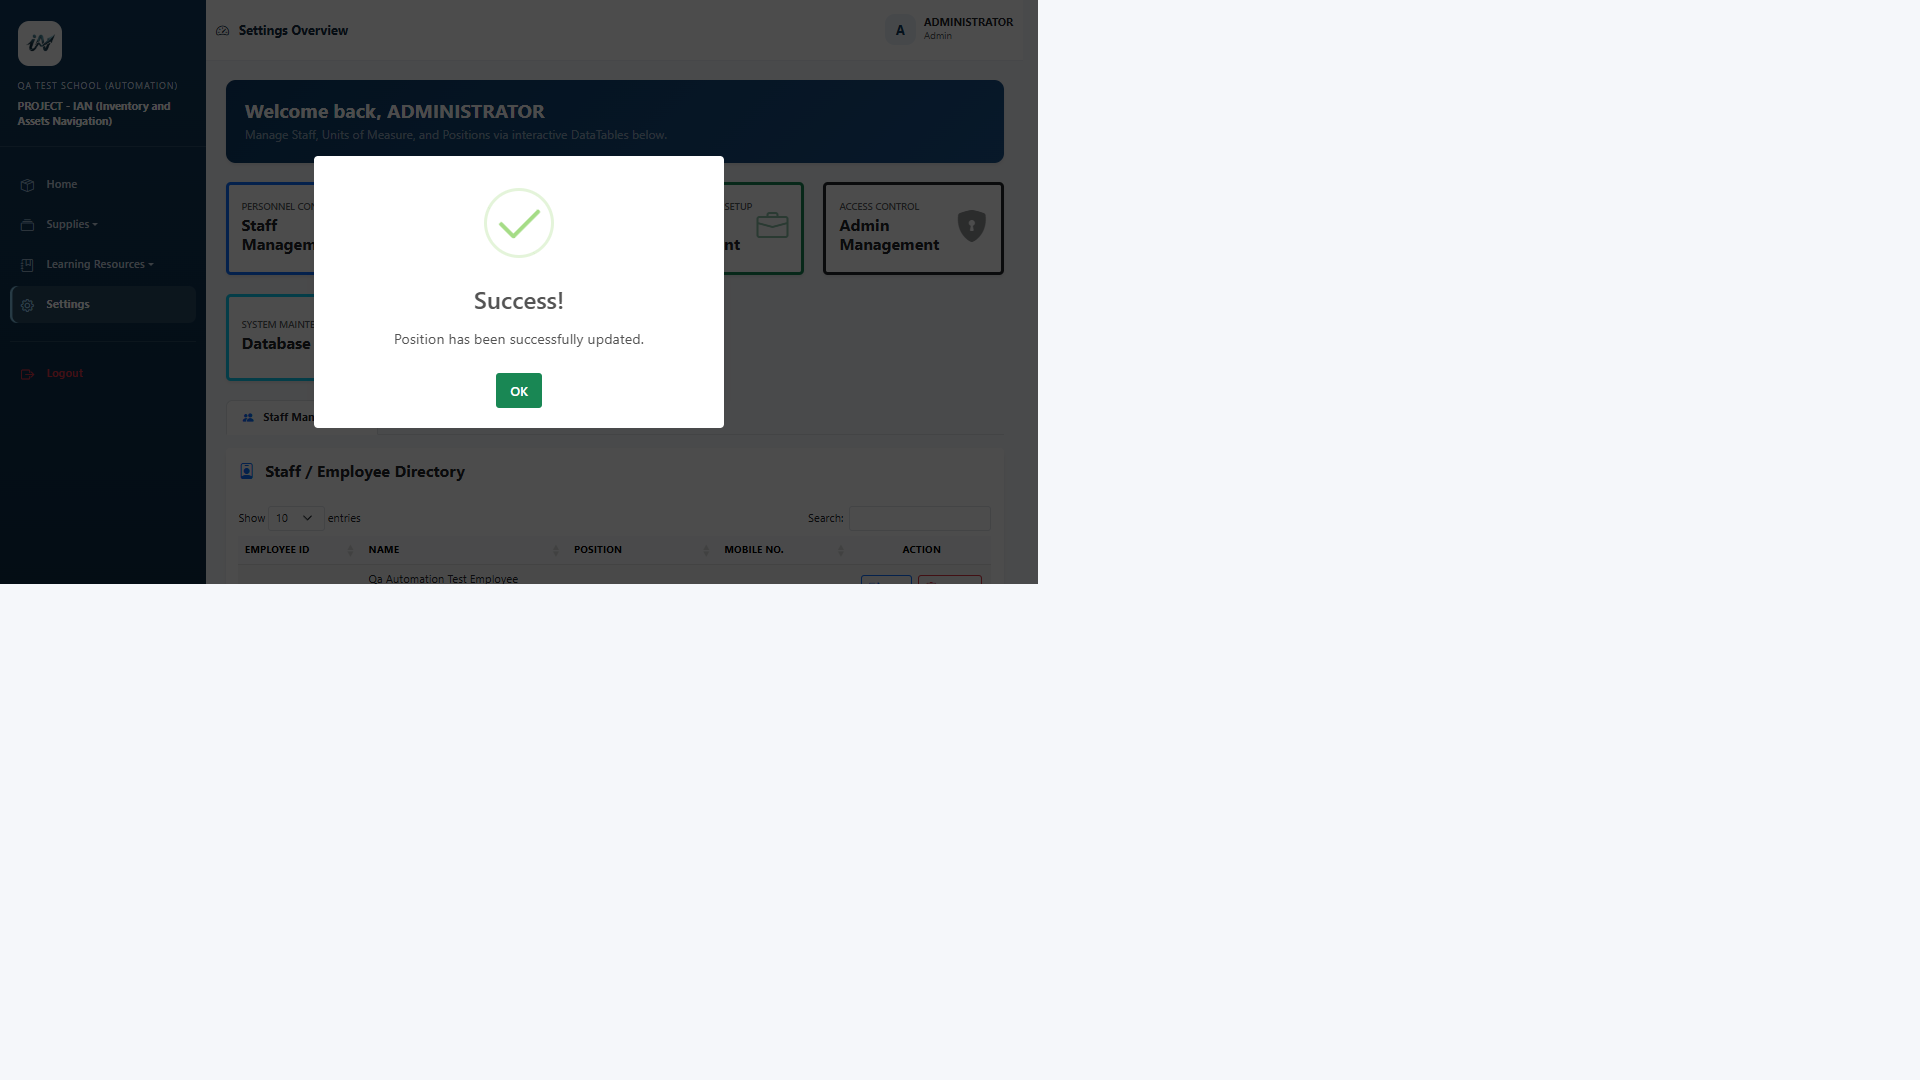 QA TEST SCHOOL (AUTOMATION)
PROJECT - IAN (Inventory and
Assets Navigation)
Home
Supplies
Learning Resources
Settings
Logout
Settings Overview
A
ADMINISTRATOR
Admin
Welcome back, ADMINISTRATOR
Manage Staff, Units of Measure, and Positions via interactive DataTables below.
PERSONNEL CON
Staff
Managem
SETUP
nt
ACCESS CONTROL
Admin
Management
SYSTEM MAINTE
Database
Success!
Position has been successfully updated.
OK
Staff Man
Staff / Employee Directory
Show 10 entries
Search:
EMPLOYEE ID NAME POSITION MOBILE NO. ACTION
Qa Automation Test Employee